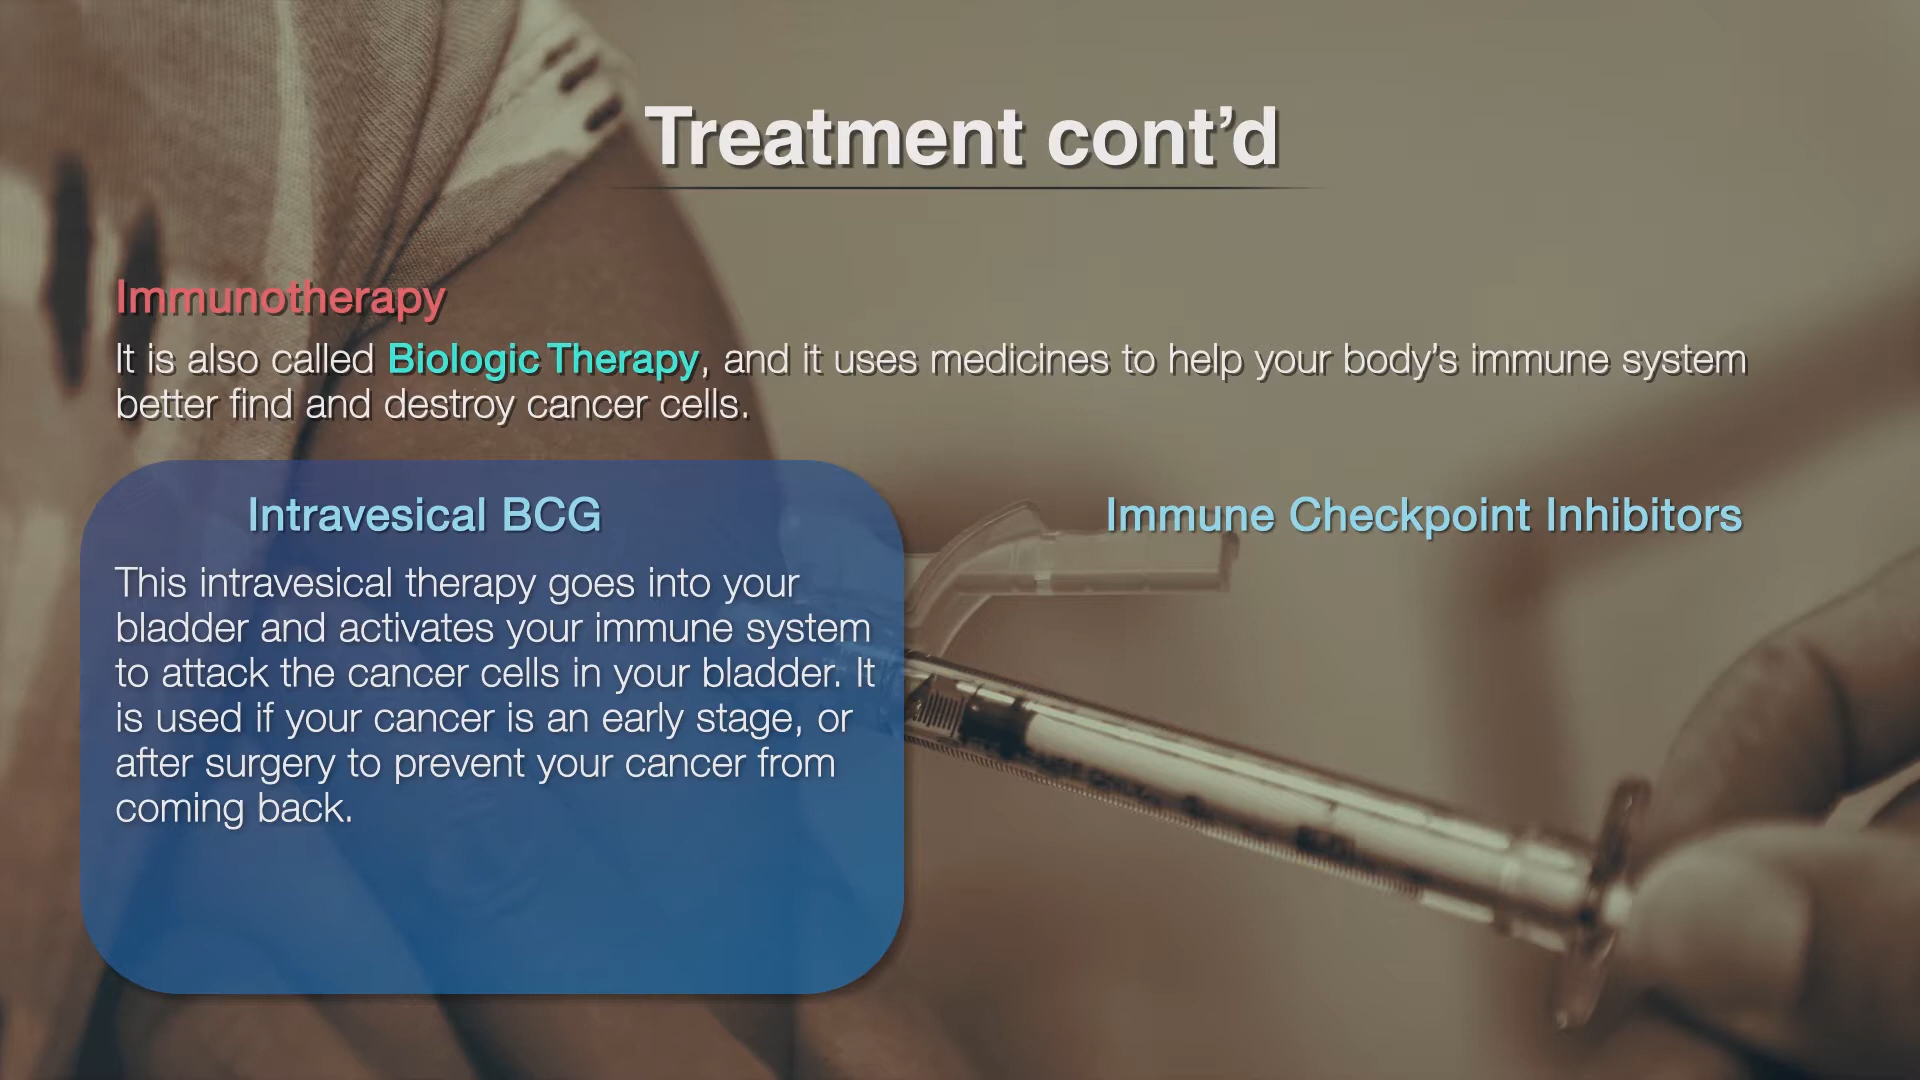 Treatment cont’d
Immunotherapy
It is also called Biologic Therapy, and it uses medicines to help your body’s immune system
better find and destroy cancer cells.
Intravesical BCG
This intravesical therapy goes into your
bladder and activates your immune system
to attack the cancer cells in your bladder. It
is used if your cancer is an early stage, or
after surgery to prevent your cancer from
coming back.
Immune Checkpoint Inhibitors